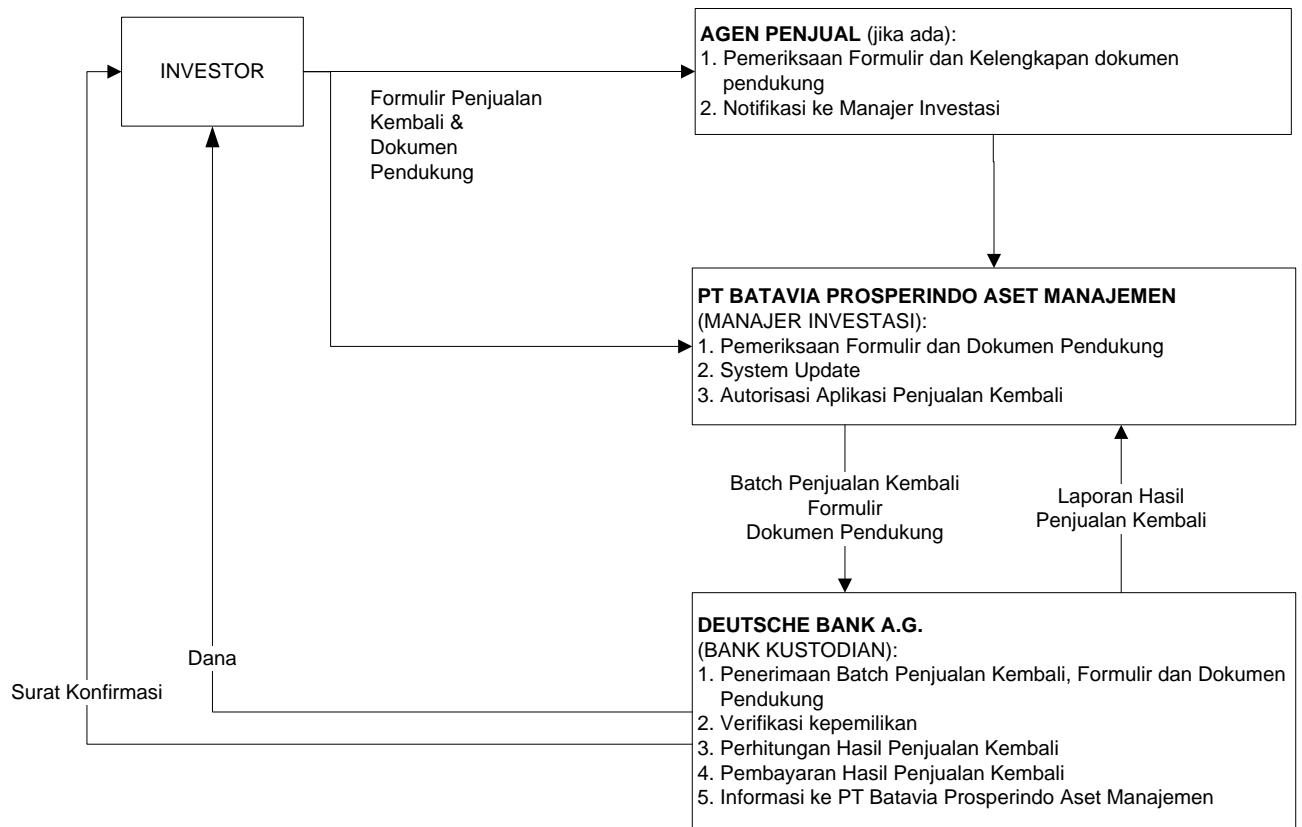 INVESTOR
Formulir Penjualan
Kembali &
Dokumen
Pendukung
AGEN PENJUAL (jika ada):
1. Pemeriksaan Formulir dan Kelengkapan dokumen
pendukung
2. Notifikasi ke Manajer Investasi
PT BATAVIA PROSPERINDO ASET MANAJEMEN
(MANAJER INVESTASI):
1. Pemeriksaan Formulir dan Dokumen Pendukung
2. System Update
3. Autorisasi Aplikasi Penjualan Kembali
Batch Penjualan Kembali
Formulir
Dokumen Pendukung
Laporan Hasil
Penjualan Kembali
DEUTSCHE BANK A.G.
(BANK KUSTODIAN):
1. Penerimaan Batch Penjualan Kembali, Formulir dan Dokumen
Pendukung
2. Verifikasi kepemilikan
3. Perhitungan Hasil Penjualan Kembali
4. Pembayaran Hasil Penjualan Kembali
5. Informasi ke PT Batavia Prosperindo Aset Manajemen
Dana
Surat Konfirmasi